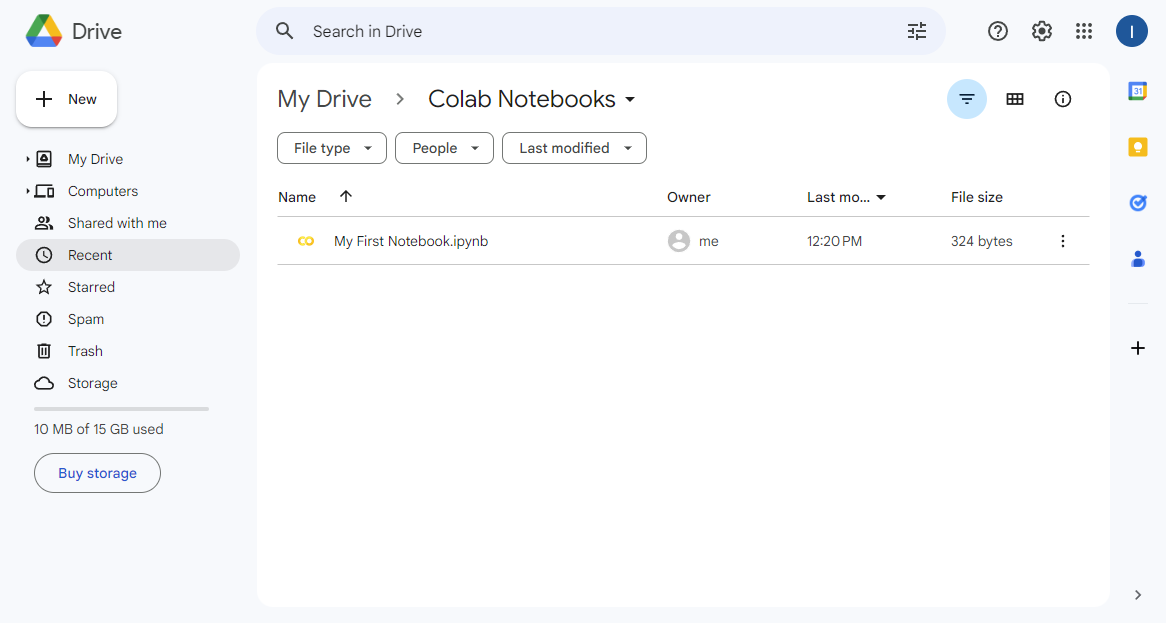 Drive
Search in Drive
I
New
My Drive
Computers
Shared with me
Recent
Starred
Spam
Trash
Storage
10 MB of 15 GB used
Buy storage
My Drive Colab Notebooks
File type People Last modified
Name Owner Last mo... File size
My First Notebook.ipynb me 12:20 PM 324 bytes
31